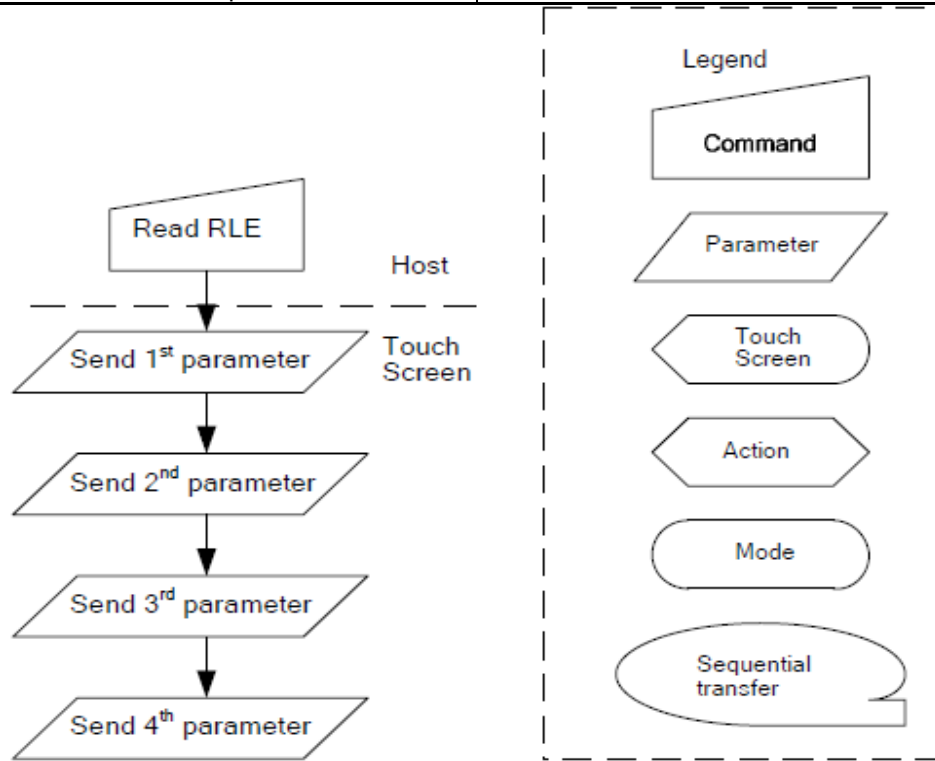 Read RLE
Host
Send 1st parameter
Touch
Screen
Send 2nd parameter
Send 3rd parameter
Send 4th parameter
Legend
Command
Parameter
Touch
Screen
Action
Mode
Sequential
transfer